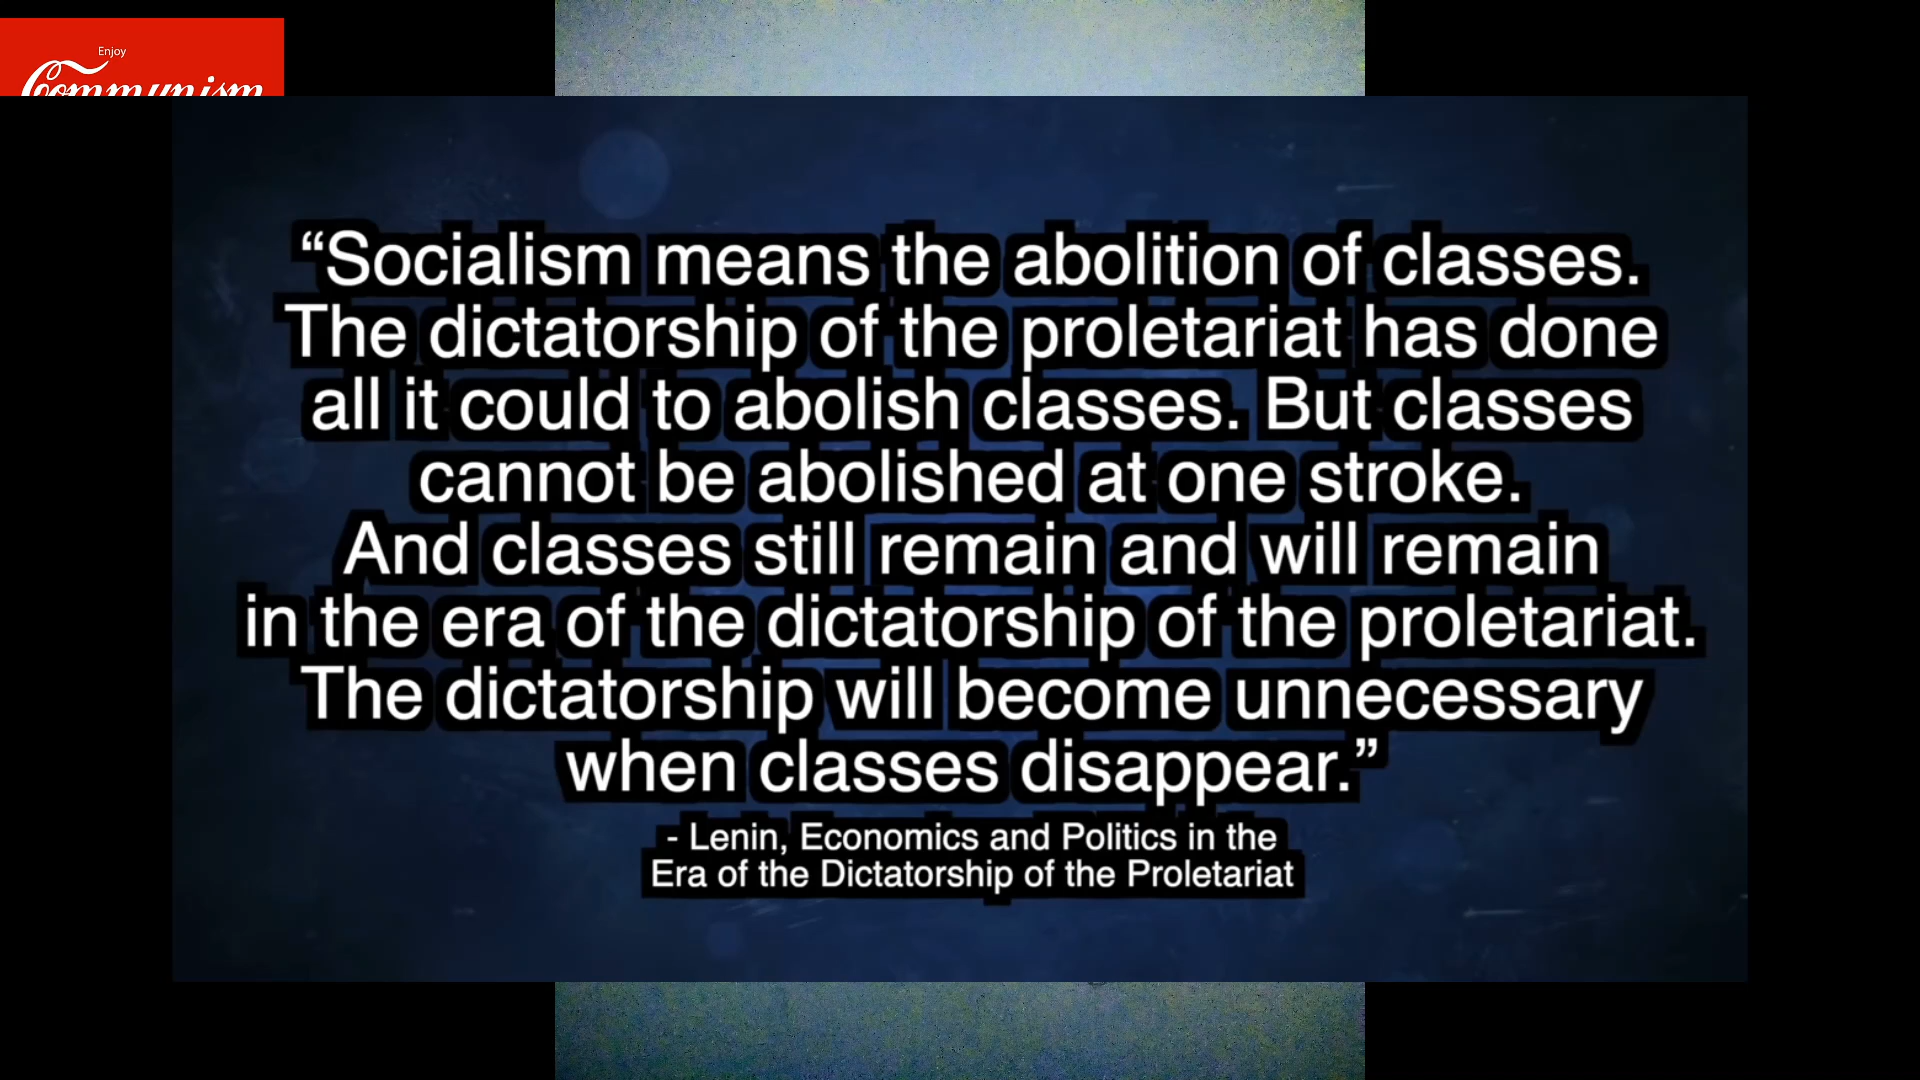 Enjoy
Communism
“Socialism means the abolition of classes.
The dictatorship of the proletariat has done
all it could to abolish classes. But classes
cannot be abolished at one stroke.
And classes still remain and will remain
in the era of the dictatorship of the proletariat.
The dictatorship will become unnecessary
when classes disappear.”
- Lenin, Economics and Politics in the
Era of the Dictatorship of the Proletariat